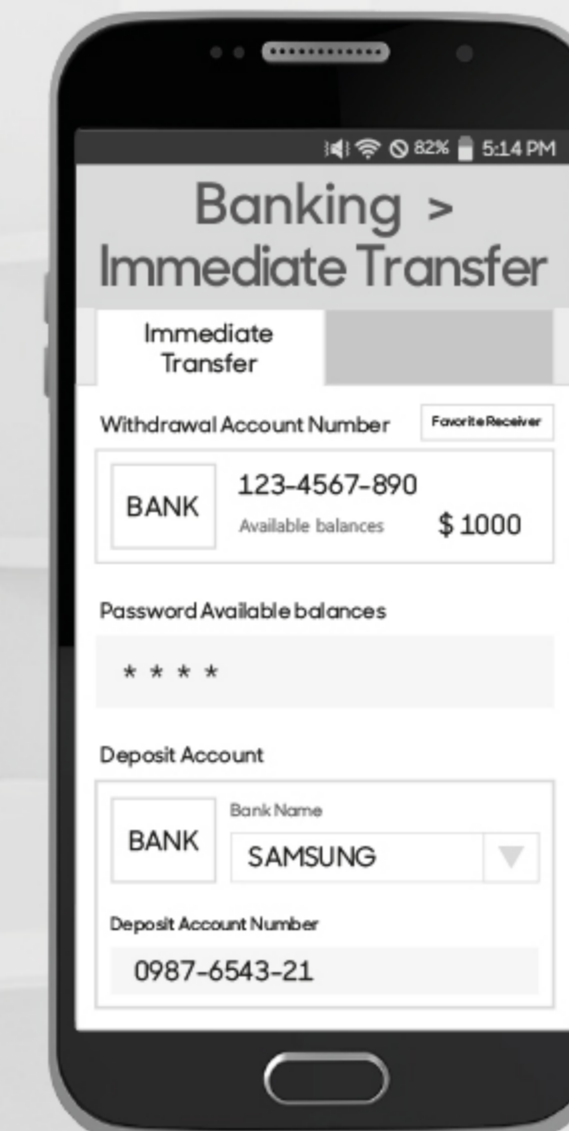 82% 5:14 PM
Banking >
Immediate Transfer
Immediate
Transfer
Withdrawal Account Number
Favorite Receiver
BANK
123-4567-890
Available balances
$ 1000
Password Available balances
* * * *
Deposit Account
BANK
Bank Name
SAMSUNG
Deposit Account Number
0987-6543-21